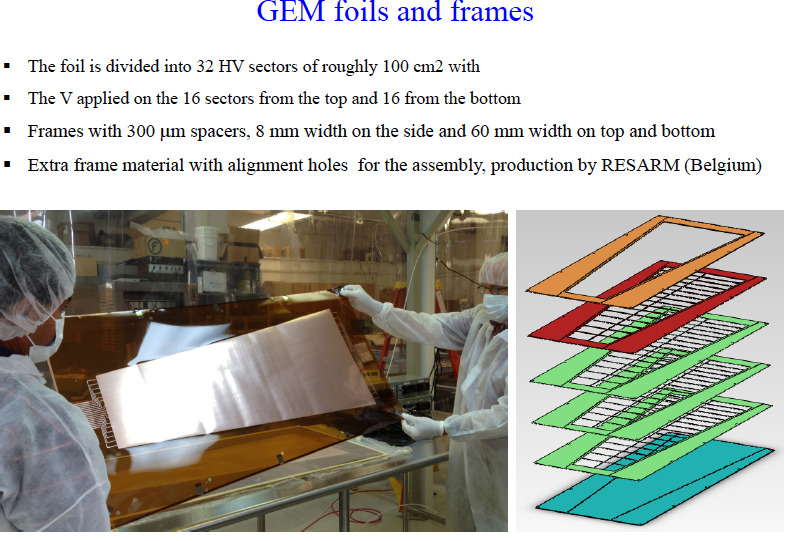 GEM foils and frames
▪ The foil is divided into 32 HV sectors of roughly 100 cm2 with
▪ The V applied on the 16 sectors from the top and 16 from the bottom
▪ Frames with 300 μm spacers, 8 mm width on the side and 60 mm width on top and bottom
▪ Extra frame material with alignment holes  for the assembly, production by RESARM (Belgium)